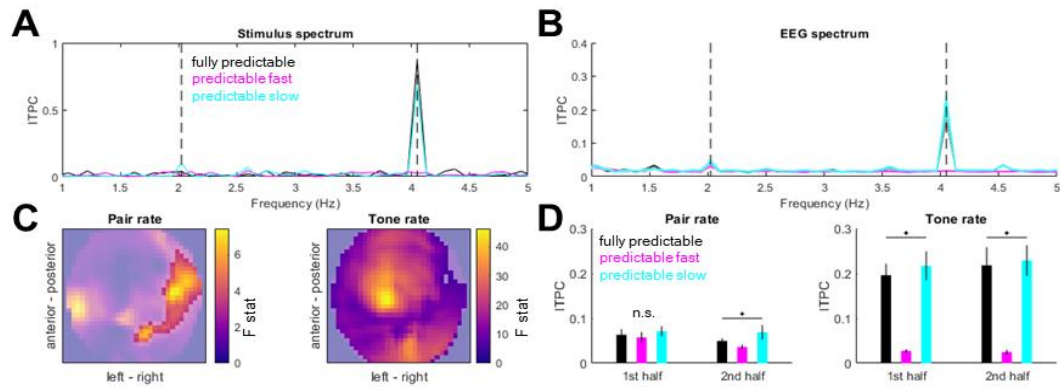 A
Stimulus spectrum
fully predictable
predictable fast
predictable slow
ITPC
1
0.5
0
1 1.5 2 2.5 3 3.5 4 4.5 5
Frequency (Hz)
B
EEG spectrum
ITPC
0.4
0.3
0.2
0.1
0
1 1.5 2 2.5 3 3.5 4 4.5 5
Frequency (Hz)
C
Pair rate
anterior - posterior
left - right
6
4
2
0
F stat
Tone rate
anterior - posterior
left - right
40
30
20
10
0
F stat
D
Pair rate
fully predictable
predictable fast
predictable slow
ITPC
0.3
0.2
0.1
0
n.s.
*
1st half 2nd half
Tone rate
ITPC
0.3
0.2
0.1
0
* *
1st half 2nd half